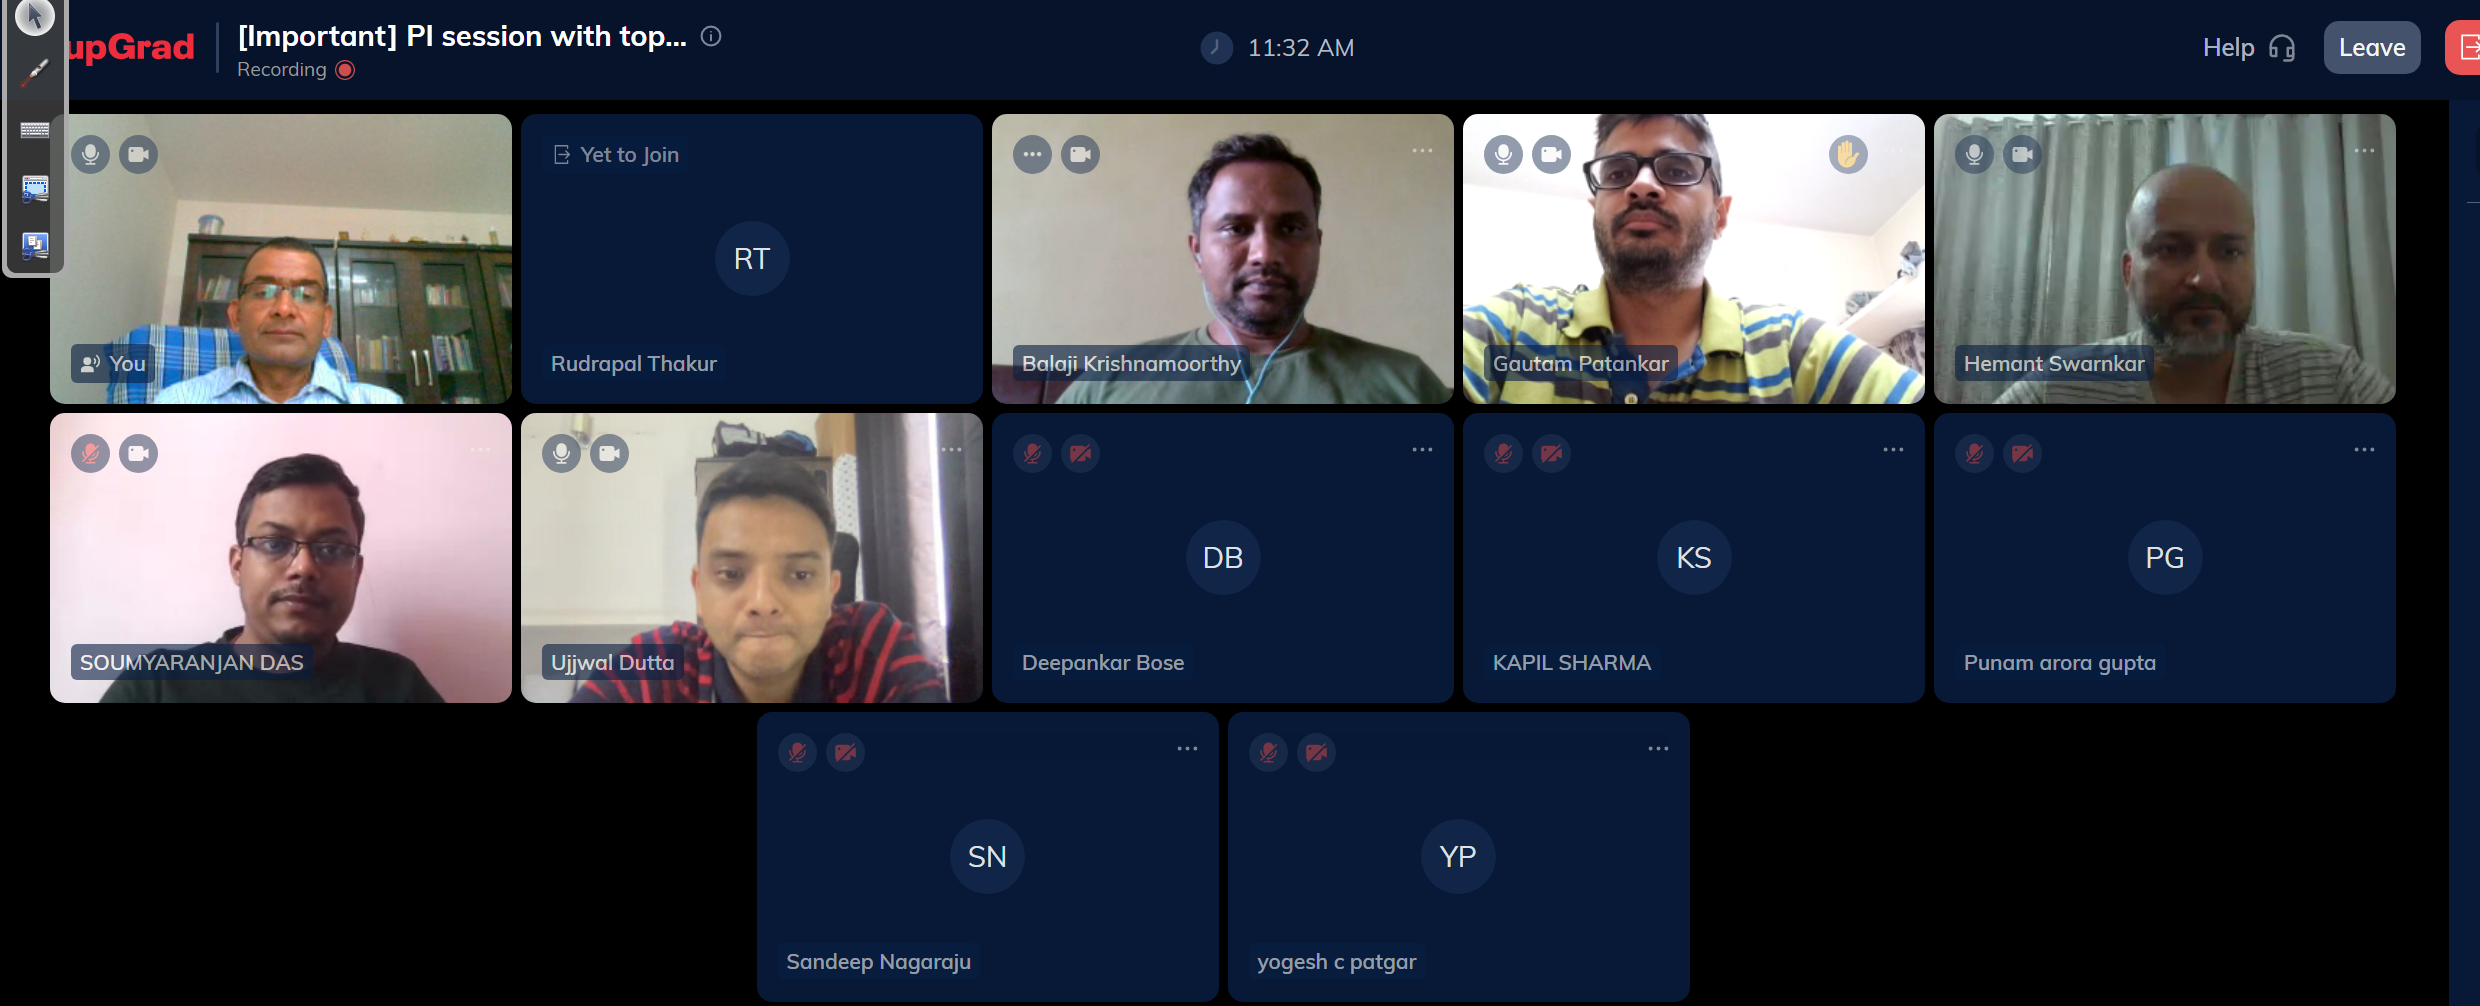 upGrad
[Important] PI session with top...
Recording
11:32 AM
Help
Leave
You
Yet to Join
RT
Rudrapal Thakur
Balaji Krishnamoorthy
Gautam Patankar
Hemant Swarnkar
SOUMYARANJAN DAS
Ujjwal Dutta
DB
Deepankar Bose
KS
KAPIL SHARMA
PG
Punam arora gupta
SN
Sandeep Nagaraju
YP
yogesh c patgar